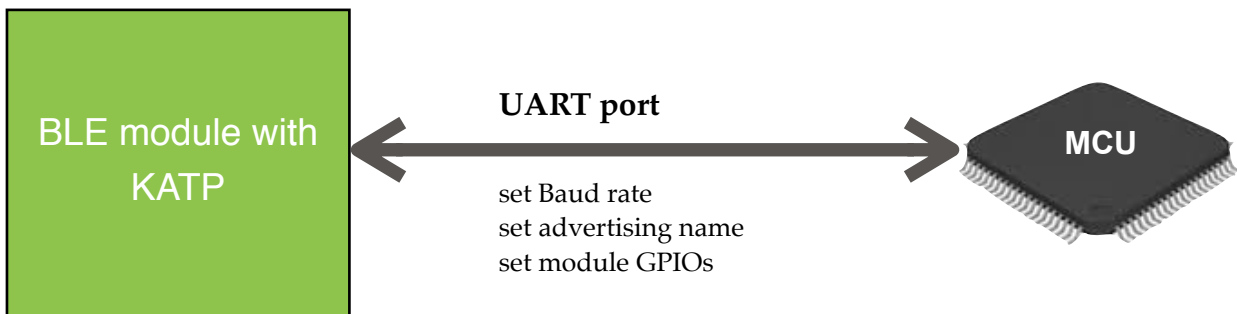 BLE module with
KATP
UART port
set Baud rate
set advertising name
set module GPIOs
MCU